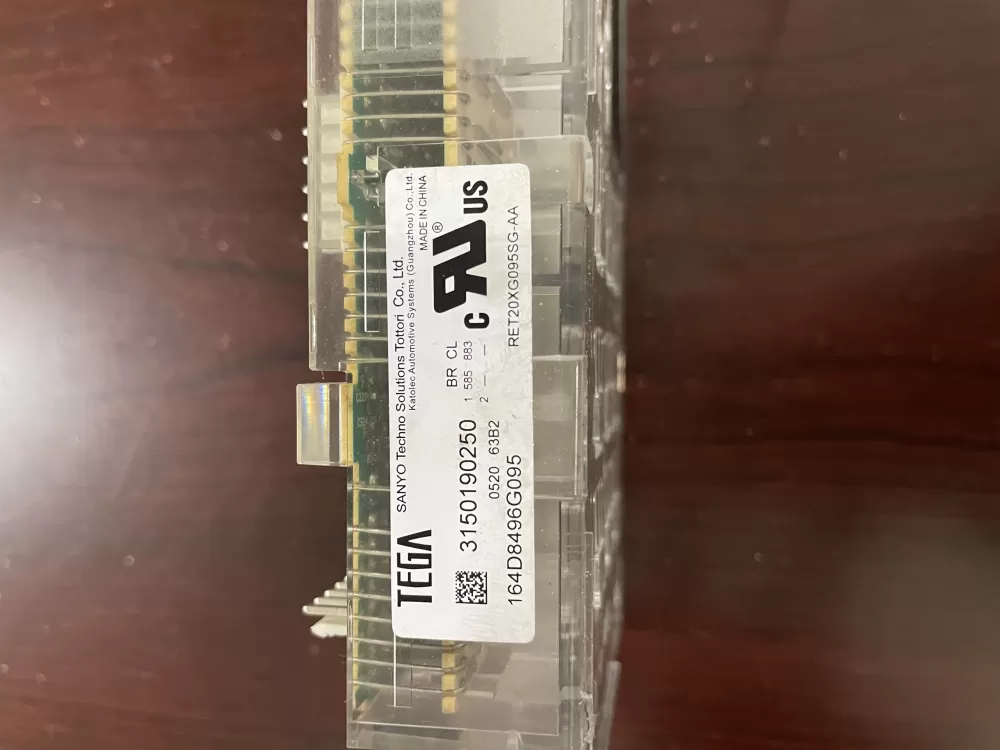 SANYO Techno Solutions Tottori Co., Ltd.
Katolec Automotive Systems (Guangzhou) Co.,Ltd.
MADE IN CHINA
TEGA
3150190250
BR CL
1 585 883
2 — — —
0520 63B2
164D8496G095
RET20XG095SG-AA
c RU ® US